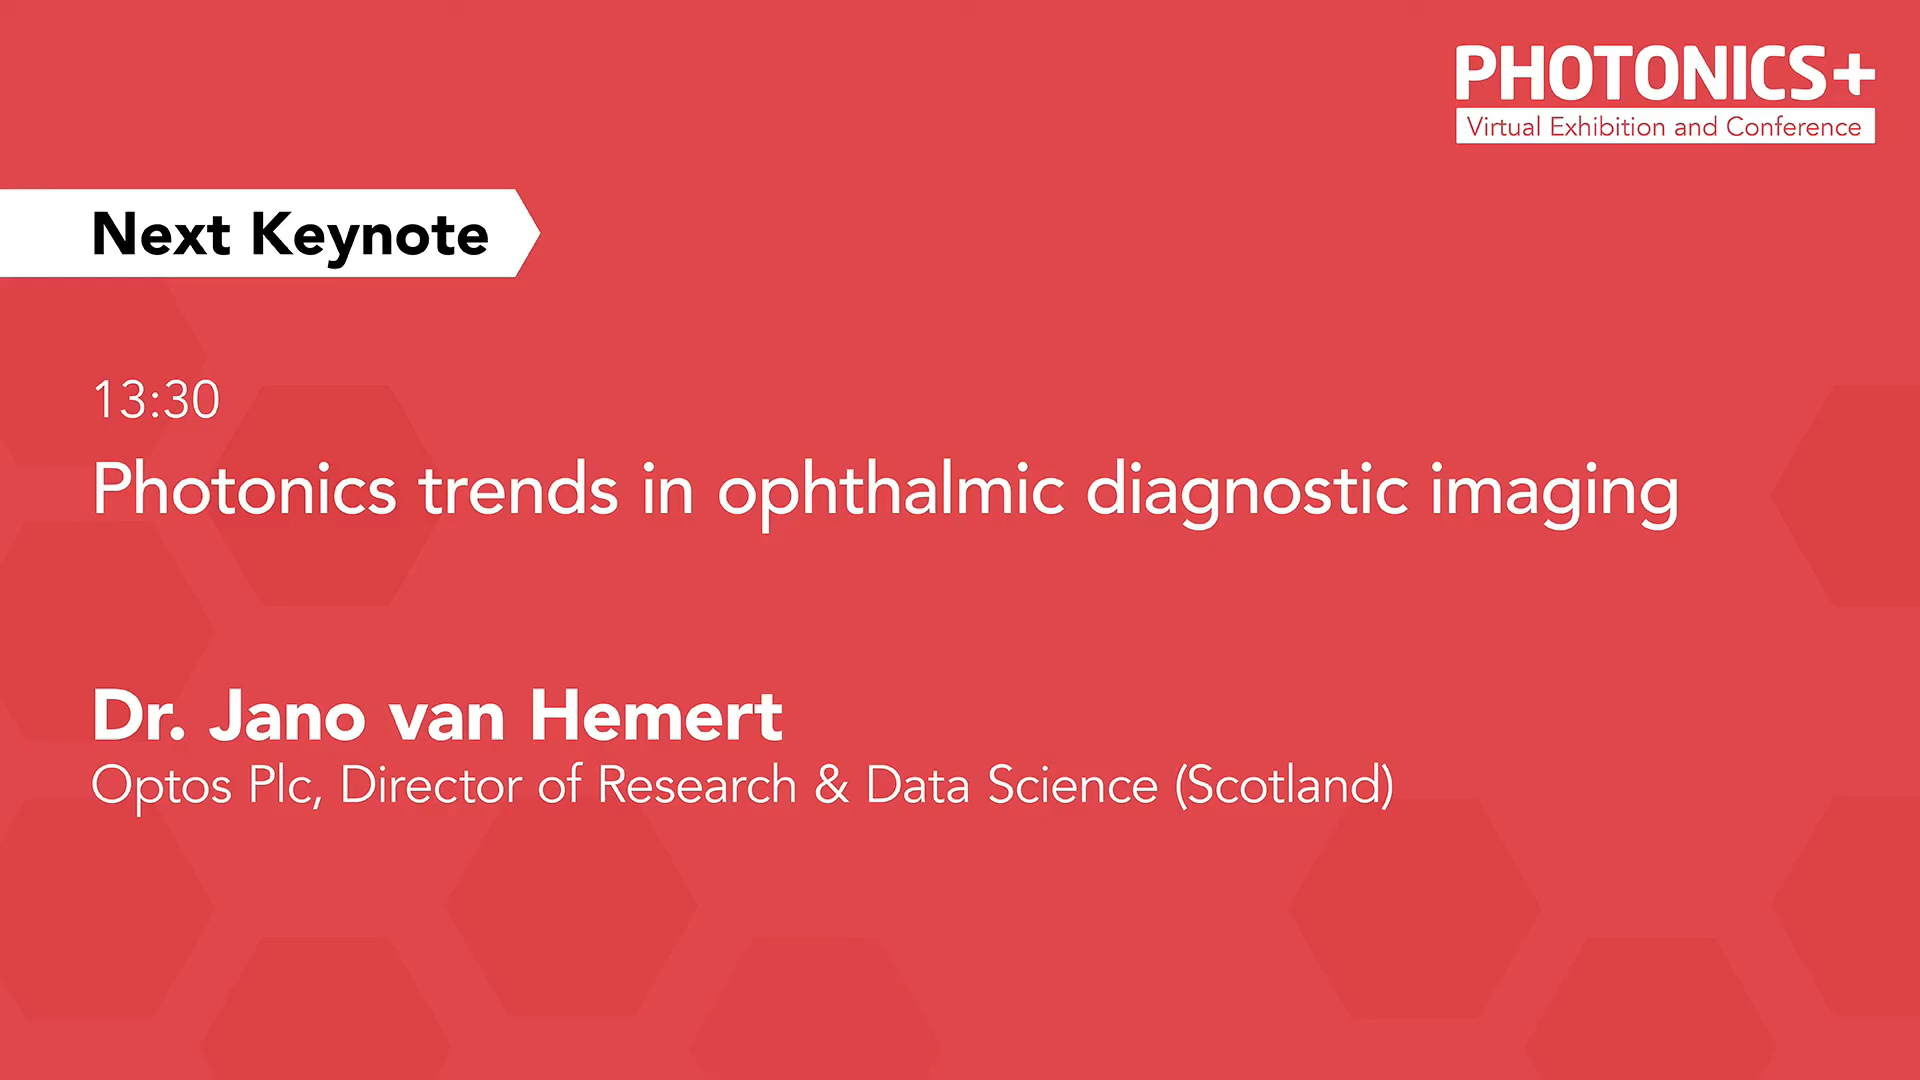 PHOTONICS+
Virtual Exhibition and Conference
Next Keynote
13:30
Photonics trends in ophthalmic diagnostic imaging
Dr. Jano van Hemert
Optos Plc, Director of Research & Data Science (Scotland)